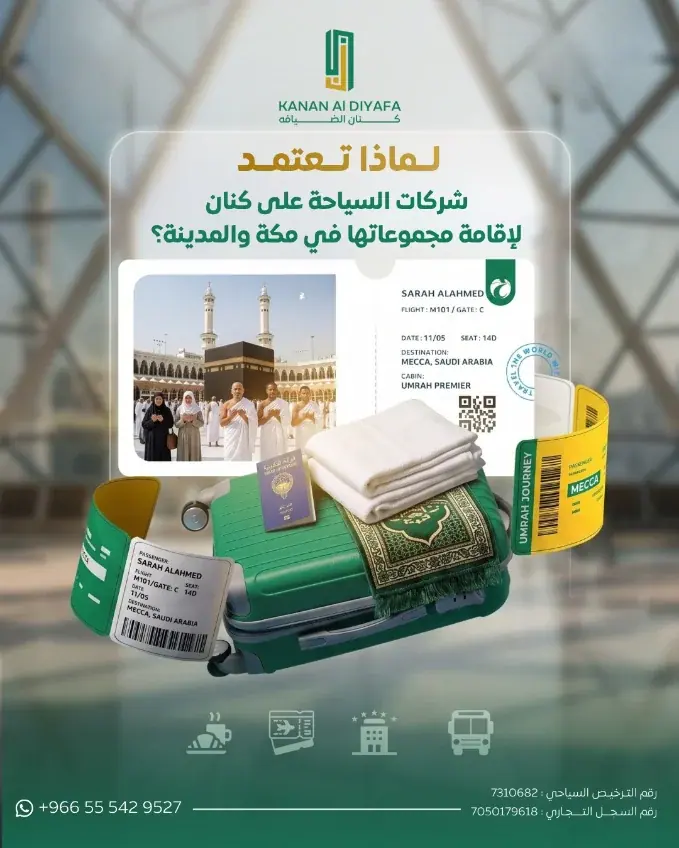 KANAN Al DIYAFA
كنان الضيافه
لماذا تعتمد
شركات السياحة على كنان
لإقامة مجموعاتها في مكة والمدينة؟
SARAH ALAHMED
FLIGHT : M101 / GATE : C
DATE : 11/05 SEAT : 14D
DESTINATION:
MECCA, SAUDI ARABIA
CABIN:
UMRAH PREMIER
TRAVEL THE WORLD
UMRAH JOURNEY
MECCA
PASSENGER
SARAH ALAHMED
FLIGHT SEAT:
M101/GATE: C 14D
DATE
11/05
DESTINATION:
MECCA, SAUDI ARABIA
رقم الترخيص السياحي : 7310682
رقم السجل التجاري : 7050179618
+966 55 542 9527